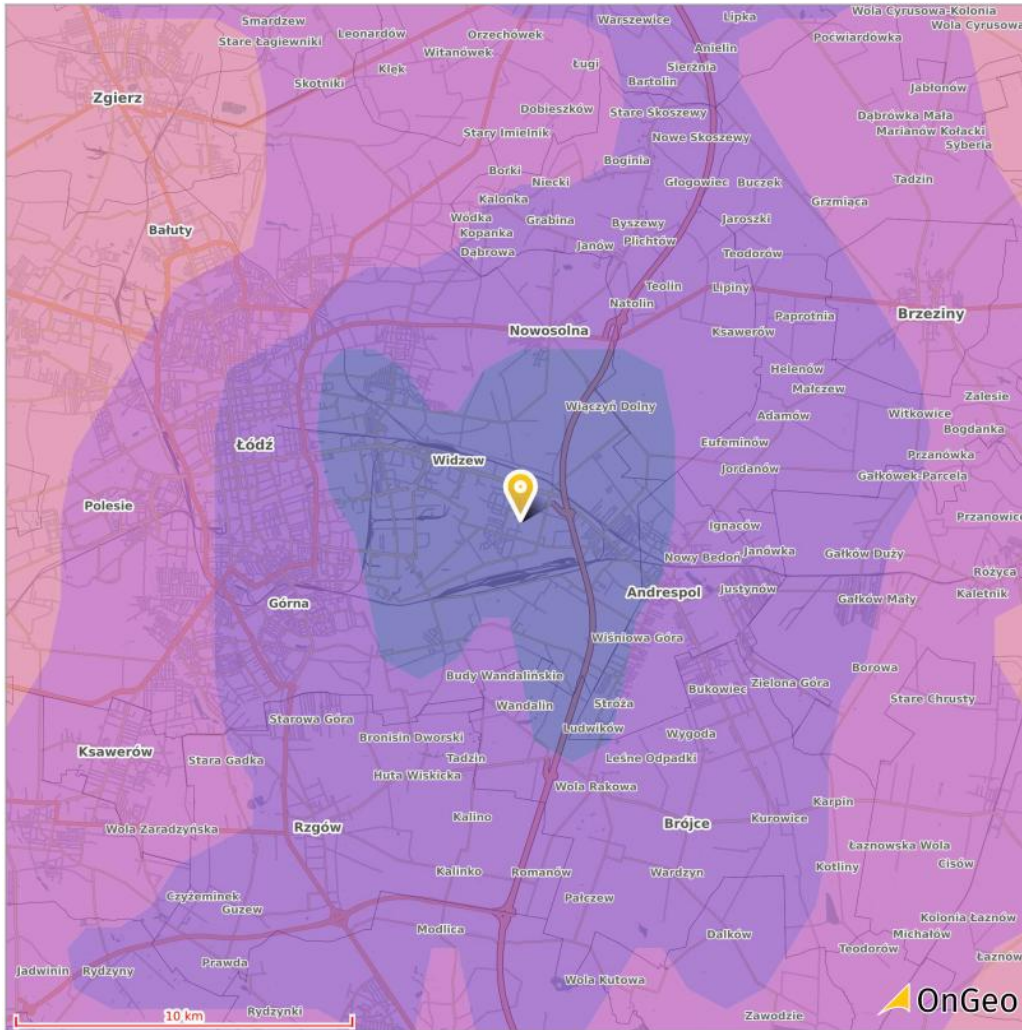 Smardzew
Stare Łagiewniki
Leonardów
Orzechówek
Witanówek
Kłęk
Skotniki
Warszewice
Lipka
Wola Cyrusowa-Kolonia
Wola Cyrusowa
Poćwiardówka
Anielin
Sierżnia
Ługi
Bartolin
Jabłonów
Zgierz
Dobieszków
Stare Skoszewy
Dąbrówka Mała
Marianów Kołacki
Syberia
Stary Imielnik
Nowe Skoszewy
Boginia
Borki
Niecki
Głogowiec
Buczek
Tadzin
Kalonka
Grzmiąca
Wódka
Grabina
Byszewy
Jaroszki
Bałuty
Kopanka
Janów
Plichtów
Dąbrowa
Teodorów
Teolin
Lipiny
Natolin
Nowosolna
Ksawerów
Paprotnia
Brzeziny
Helenów
Małczew
Zalesie
Wiączyń Dolny
Adamów
Witkowice
Bogdanka
Łódź
Eufeminów
Przanówka
Widzew
Jordanów
Gałkówek-Parcela
Polesie
Ignaców
Przanowice
Nowy Bedoń
Janówka
Gałków Duży
Różyca
Andrespol
Justynów
Kaletnik
Górna
Gałków Mały
Wiśniowa Góra
Borowa
Budy Wandalińskie
Bukowiec
Zielona Góra
Stare Chrusty
Wandalin
Stróża
Starowa Góra
Ludwików
Wygoda
Bronisin Dworski
Ksawerów
Stara Gadka
Tadzin
Leśne Odpadki
Huta Wiskicka
Wola Rakowa
Karpin
Wola Zaradzyńska
Rzgów
Kalino
Brójce
Kurowice
Łaznowska Wola
Kalinko
Romanów
Wardzyn
Kotliny
Cisów
Czyżeminek
Guzew
Pałczew
Kolonia Łaznów
Modlica
Dalków
Michałów
Teodorów
Łaznów
Jadwinin
Rydzyny
Prawda
Wola Kutowa
Rydzynki
Zawodzie
10 km
OnGeo